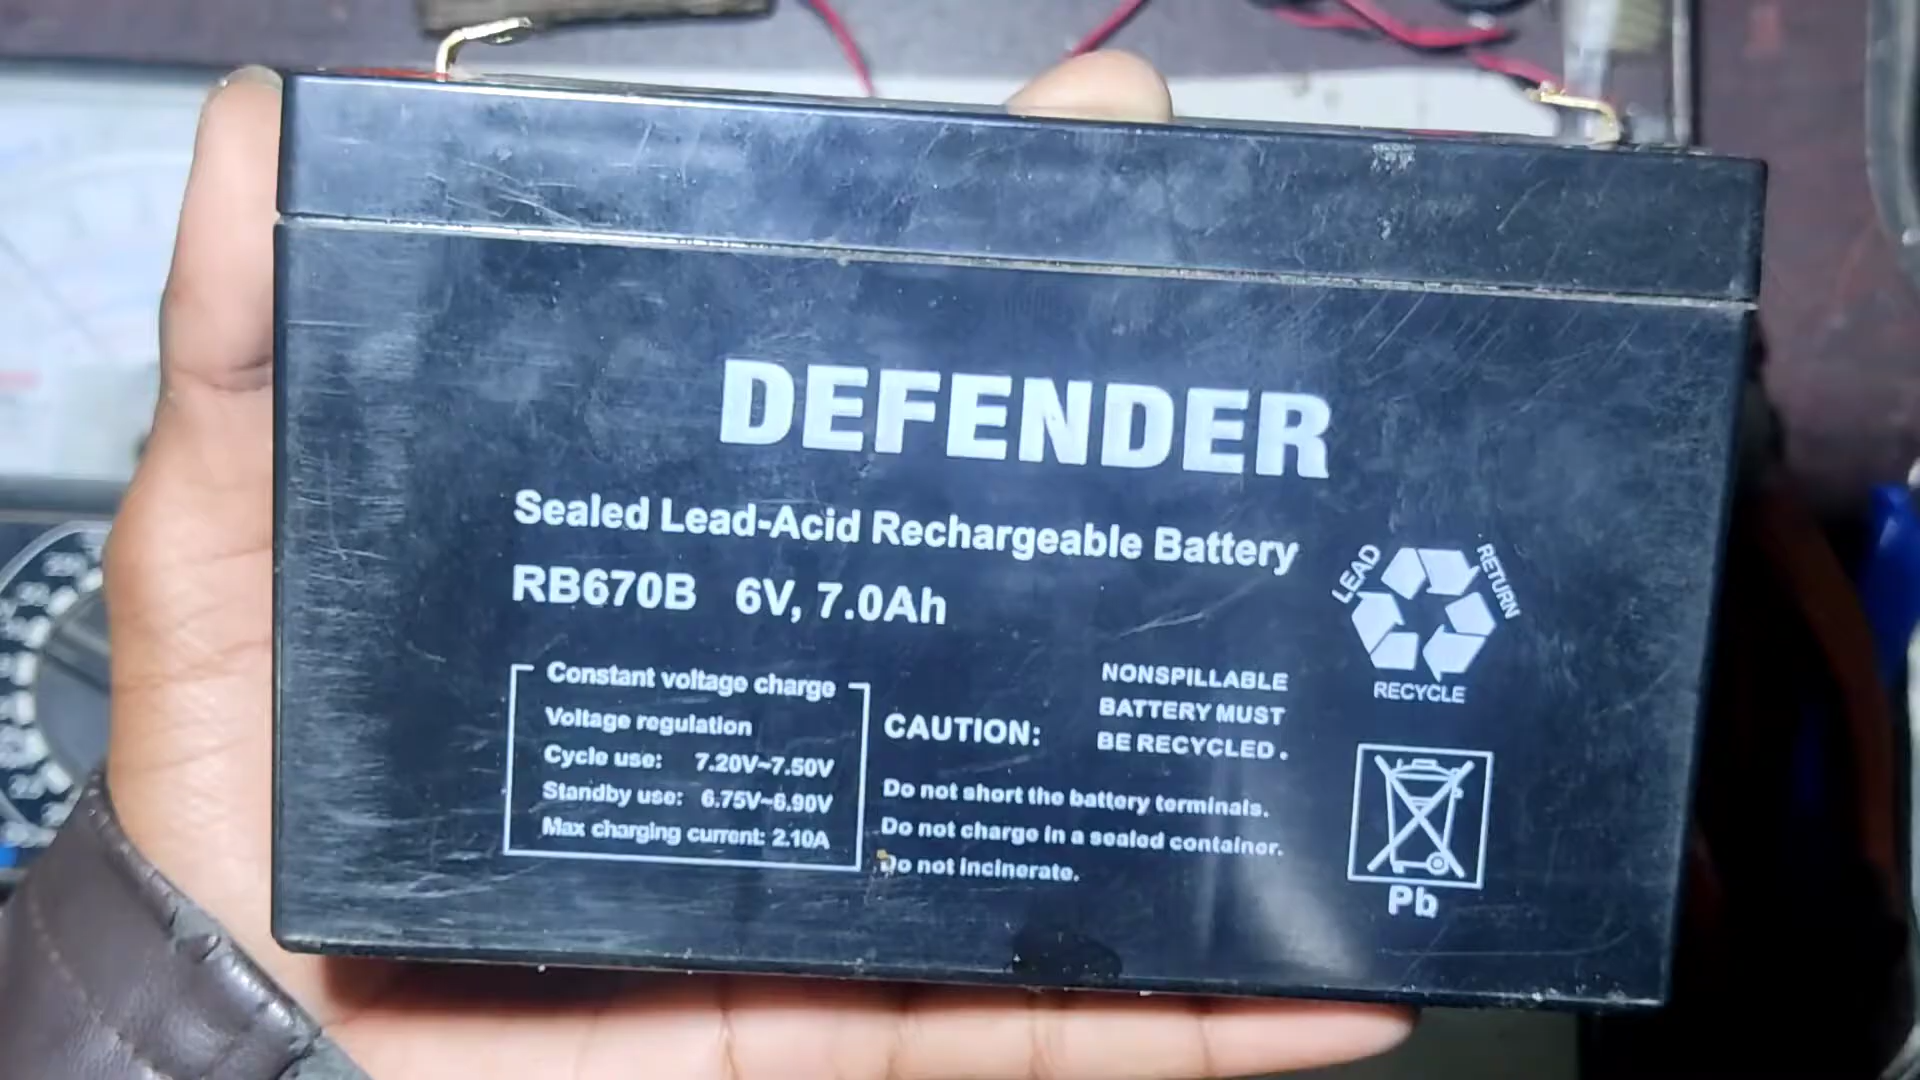 DEFENDER
Sealed Lead-Acid Rechargeable Battery
RB670B 6V, 7.0Ah
Constant voltage charge
Voltage regulation
Cycle use: 7.20V~7.50V
Standby use: 6.75V~6.90V
Max charging current: 2.10A
CAUTION:
NONSPILLABLE
BATTERY MUST
BE RECYCLED.
Do not short the battery terminals.
Do not charge in a sealed container.
Do not incinerate.
LEAD
RETURN
RECYCLE
Pb